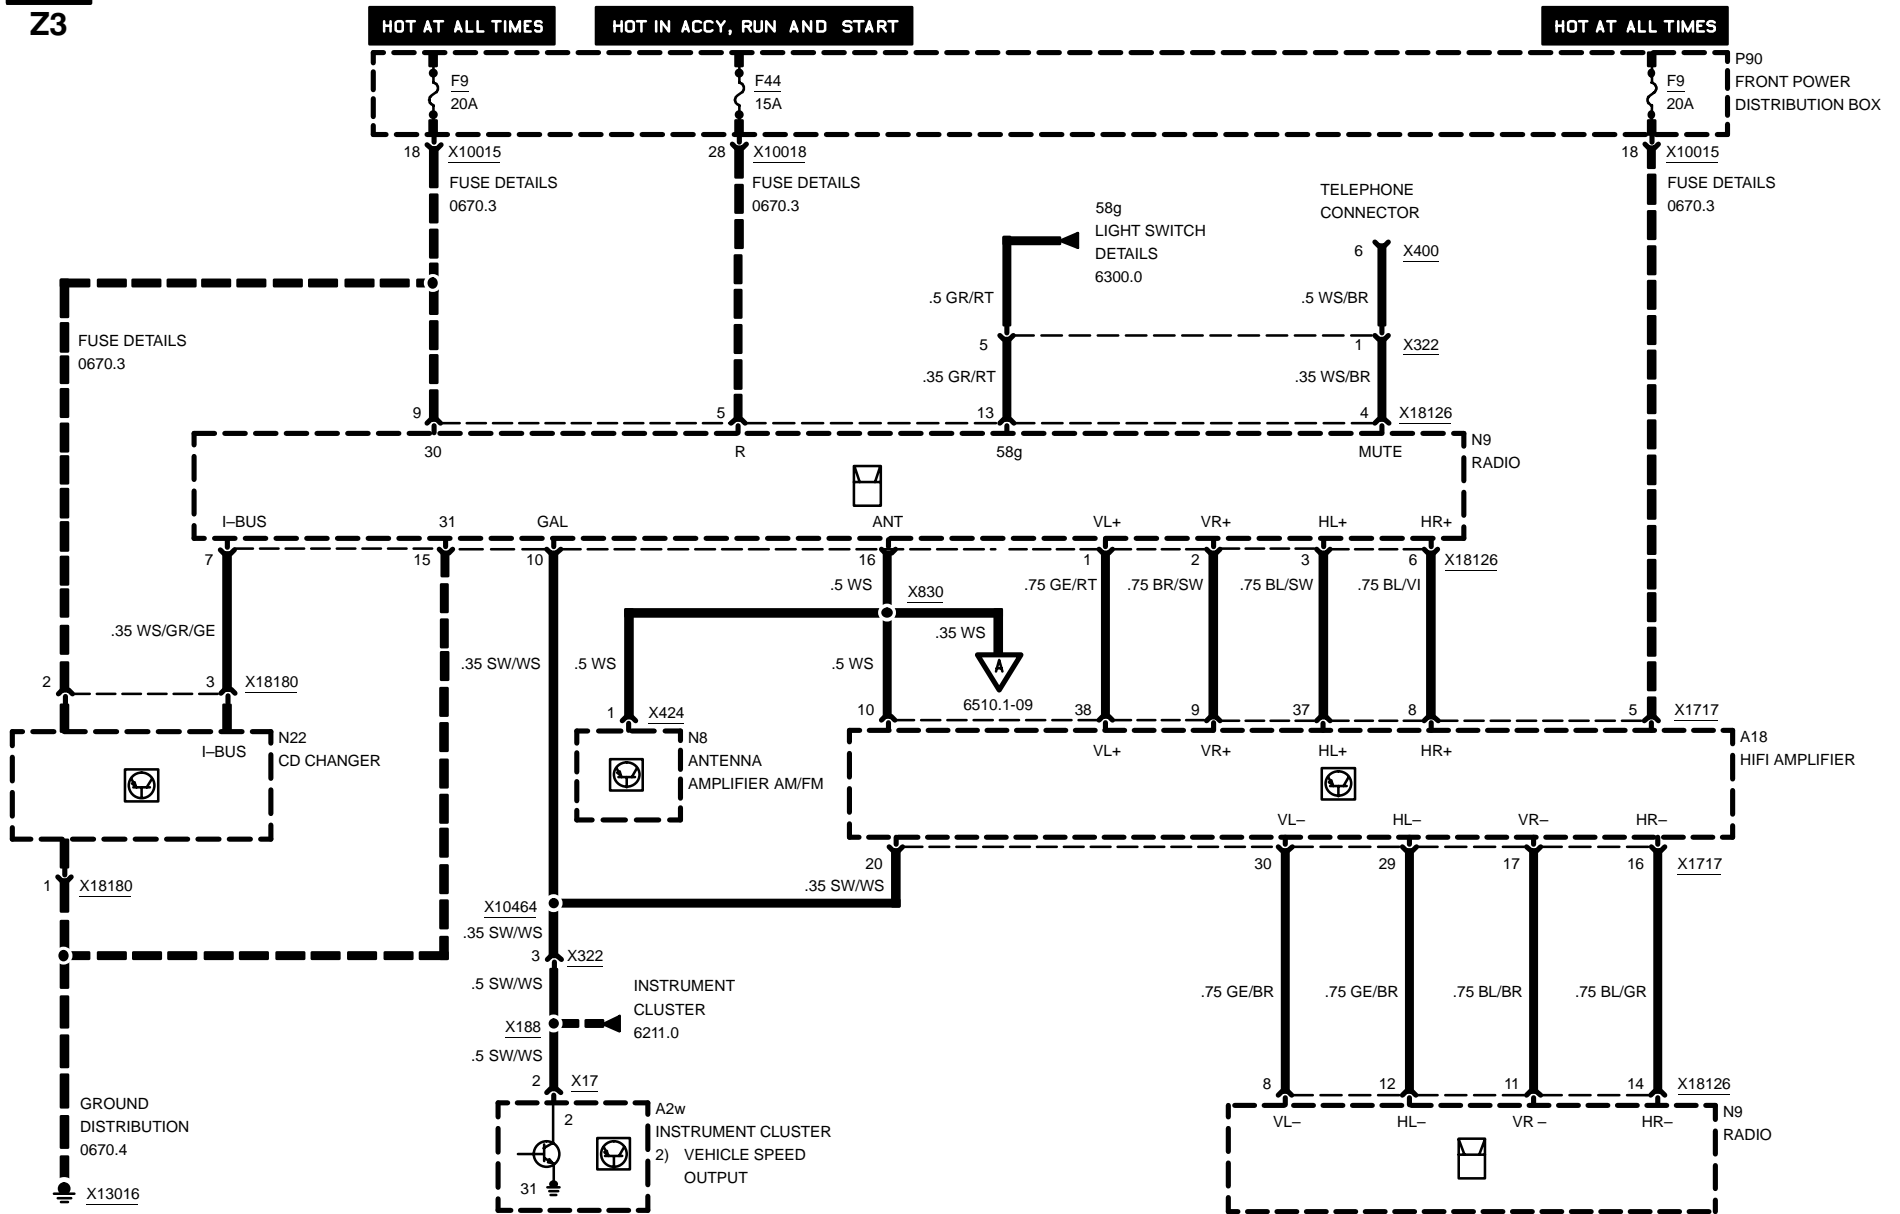 Z3
HOT AT ALL TIMES
HOT IN ACCY, RUN AND START
HOT AT ALL TIMES
F9
20A
F44
15A
F9
20A
P90
FRONT POWER
DISTRIBUTION BOX
18 X10015
28 X10018
18 X10015
FUSE DETAILS
0670.3
FUSE DETAILS
0670.3
FUSE DETAILS
0670.3
58g
LIGHT SWITCH
DETAILS
6300.0
TELEPHONE
CONNECTOR
6 X400
.5 GR/RT
.5 WS/BR
FUSE DETAILS
0670.3
5
1 X322
.35 GR/RT
.35 WS/BR
9
5
13
4 X18126
30
R
58g
MUTE
N9
RADIO
I–BUS
31
GAL
ANT
VL+
VR+
HL+
HR+
7
15
10
16
1
2
3
6 X18126
.5 WS
.75 GE/RT
.75 BR/SW
.75 BL/SW
.75 BL/VI
X830
.35 WS/GR/GE
.35 SW/WS
.5 WS
.5 WS
.35 WS
A
6510.1-09
2
3 X18180
1 X424
10
38
9
37
8
5 X1717
I–BUS
N22
CD CHANGER
N8
ANTENNA
AMPLIFIER AM/FM
VL+
VR+
HL+
HR+
A18
HIFI AMPLIFIER
VL–
HL–
VR–
HR–
1 X18180
20
30
29
17
16 X1717
.35 SW/WS
X10464
.35 SW/WS
3 X322
.5 SW/WS
INSTRUMENT
CLUSTER
6211.0
X188
.5 SW/WS
.75 GE/BR
.75 GE/BR
.75 BL/BR
.75 BL/GR
2 X17
8
12
11
14 X18126
GROUND
DISTRIBUTION
0670.4
X13016
2
31
A2w
INSTRUMENT CLUSTER
2) VEHICLE SPEED
OUTPUT
VL–
HL–
VR –
HR–
N9
RADIO